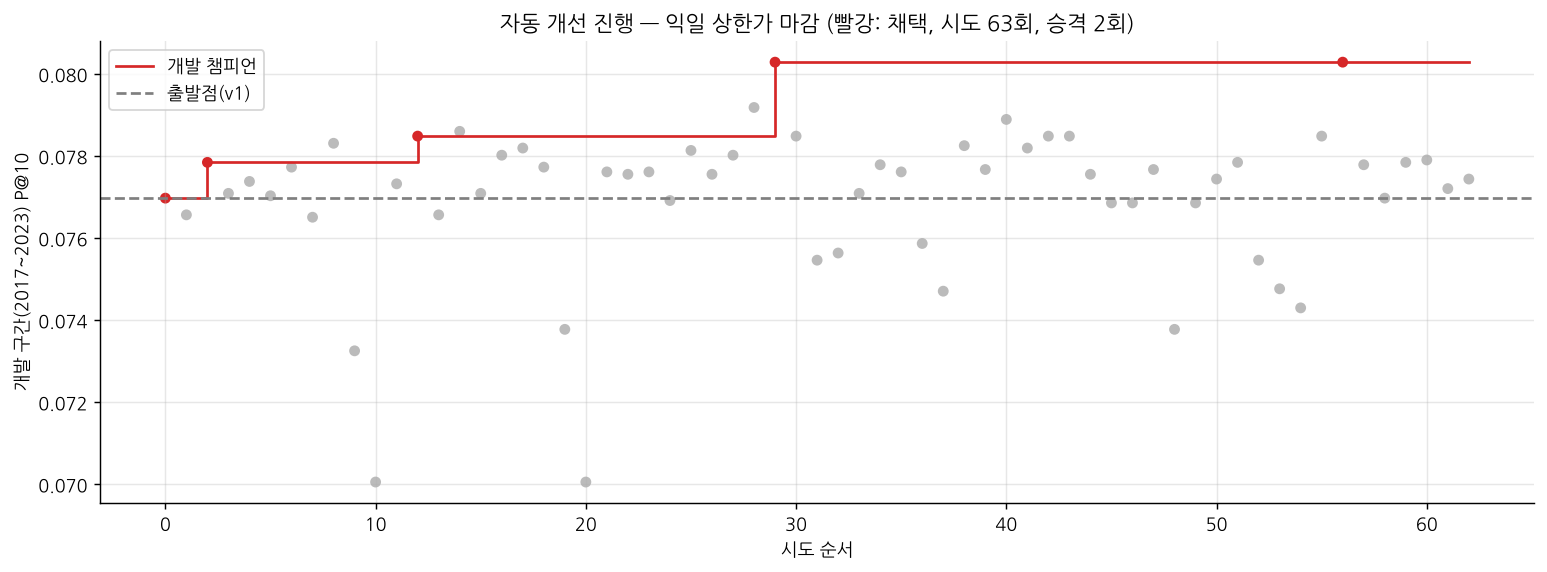 자동 개선 진행 — 익일 상한가 마감 (빨강: 채택, 시도 63회, 승격 2회)
개발 챔피언
출발점(v1)
개발 구간(2017~2023) P@10
0.080
0.078
0.076
0.074
0.072
0.070
0 10 20 30 40 50 60
시도 순서